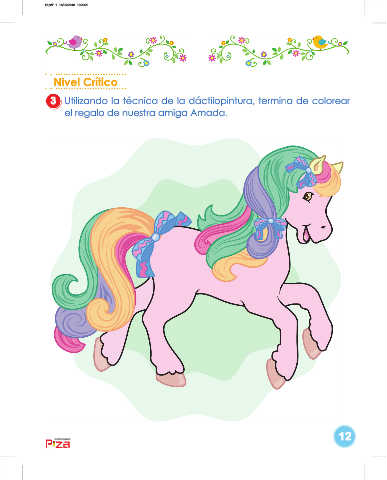 Nivel Crítico
3 Utilizando la técnica de la dáctilopintura, termina de colorear
el regalo de nuestra amiga Amada.
12
PIZA